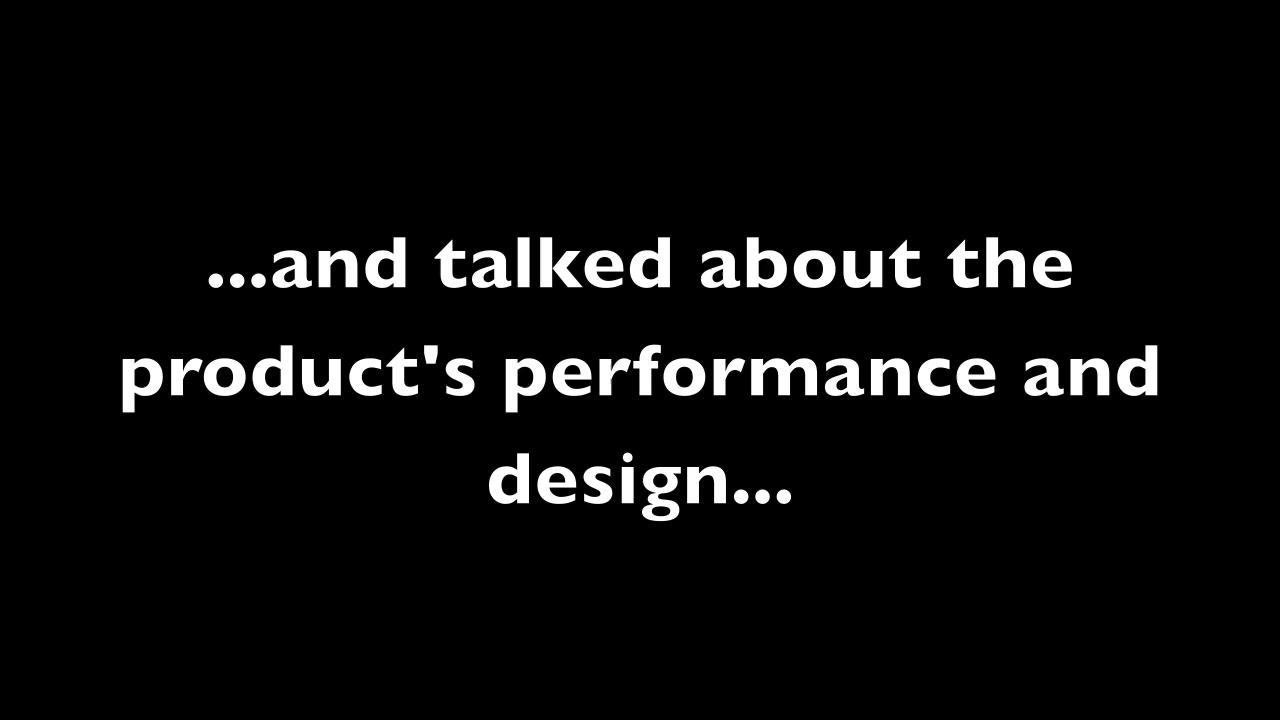 ...and talked about the
product's performance and
design...